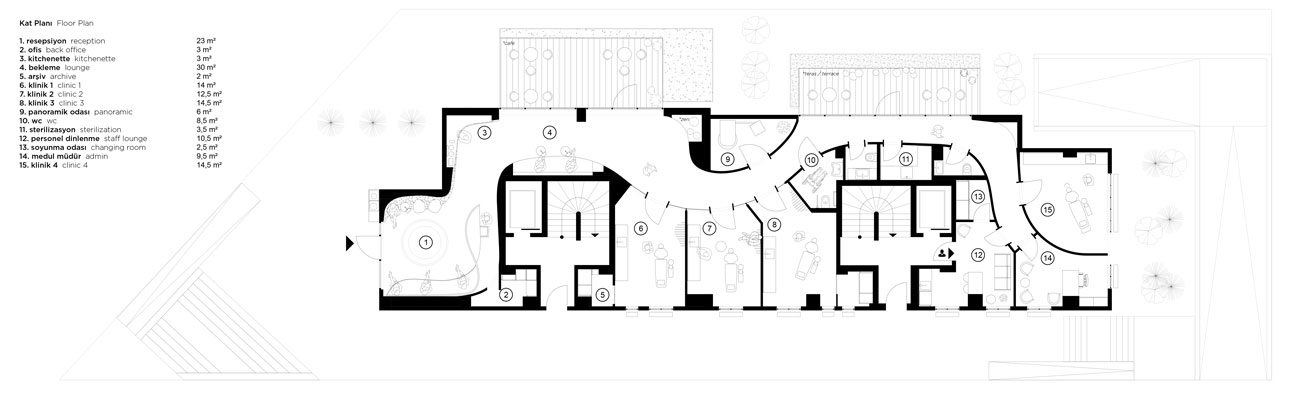 Kat Planı Floor Plan
1. resepsiyon reception 23 m²
2. ofis back office 3 m²
3. kitchenette kitchenette 3 m²
4. bekleme lounge 30 m²
5. arşiv archive 2 m²
6. klinik 1 clinic 1 14 m²
7. klinik 2 clinic 2 12,5 m²
8. klinik 3 clinic 3 14,5 m²
9. panoramik odası panoramic 6 m²
10. wc wc 8,5 m²
11. sterilizasyon sterilization 3,5 m²
12. personel dinlenme staff lounge 10,5 m²
13. soyunma odası changing room 2,5 m²
14. medul müdür admin 9,5 m²
15. klinik 4 clinic 4 14,5 m²
*cafe
*teras / terrace
3
4
9
10
11
13
15
1
6
7
8
12
14
2
5